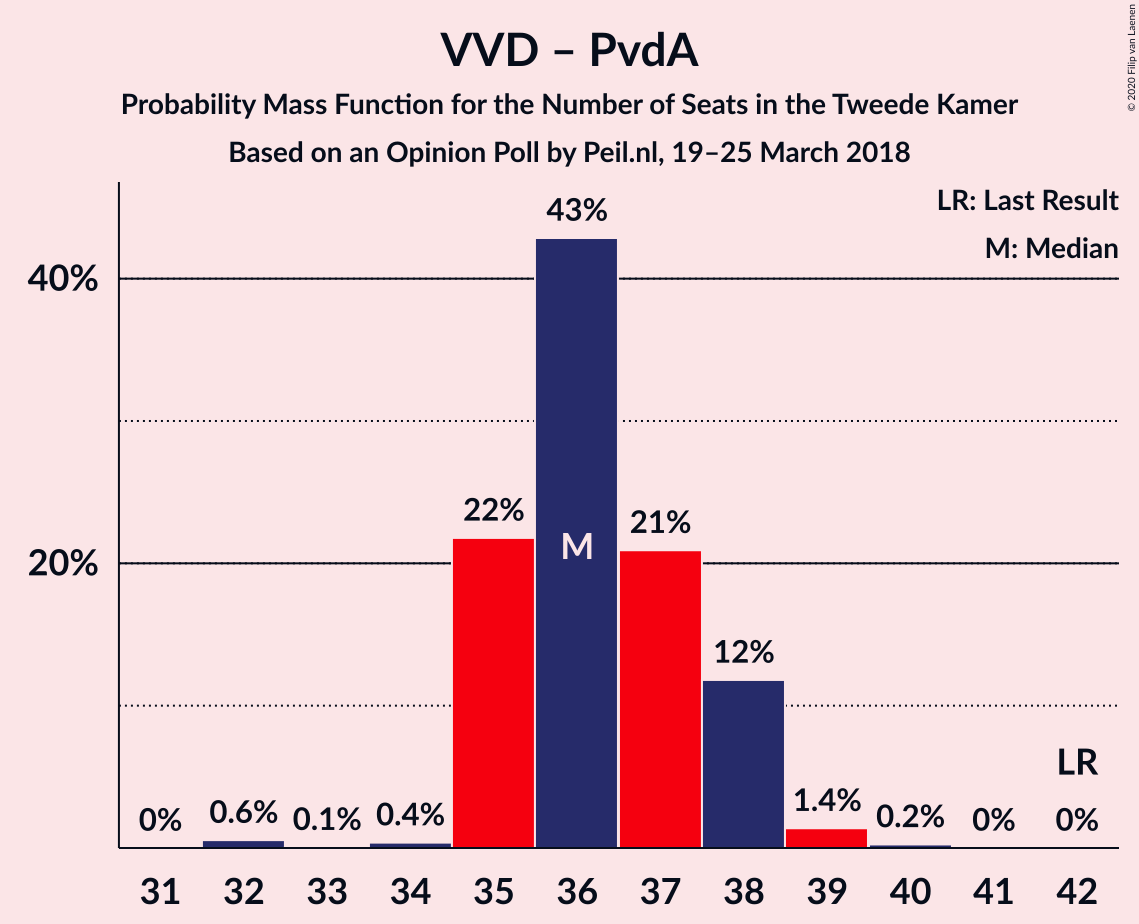 VVD – PvdA
Probability Mass Function for the Number of Seats in the Tweede Kamer
Based on an Opinion Poll by Peil.nl, 19–25 March 2018
© 2020 Filip van Laenen
LR: Last Result
M: Median
40%
20%
0%
0.6%
0.1%
0.4%
22%
43%
M
21%
12%
1.4%
0.2%
0%
LR
0%
31 32 33 34 35 36 37 38 39 40 41 42